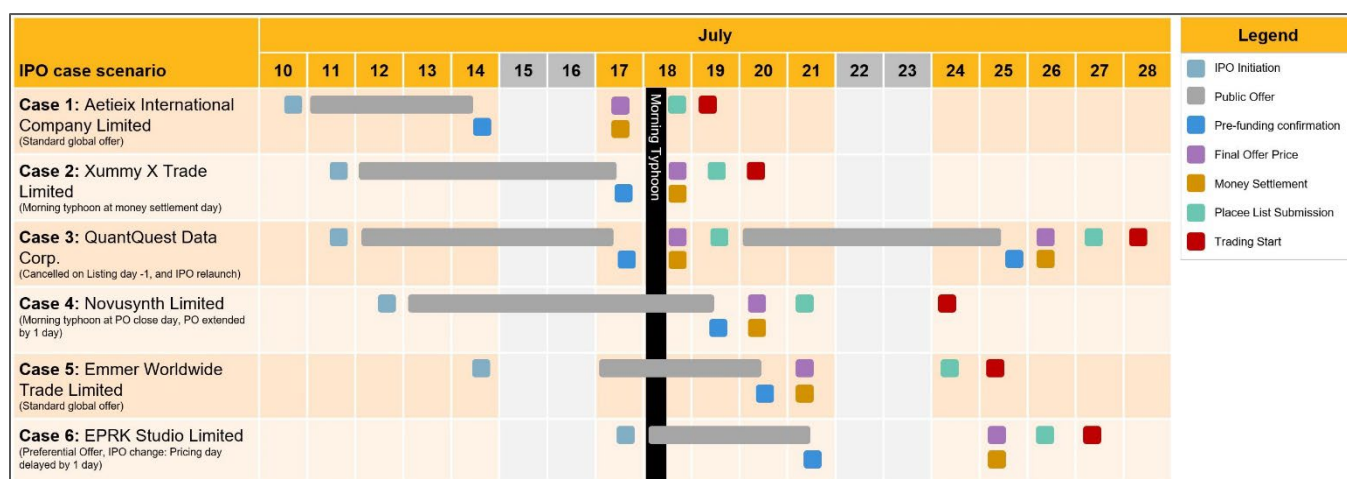 July
Legend
IPO case scenario
10 11 12 13 14 15 16 17 18 19 20 21 22 23 24 25 26 27 28
IPO Initiation
Public Offer
Pre-funding confirmation
Final Offer Price
Money Settlement
Placee List Submission
Trading Start
Morning Typhoon
Case 1: Aetieix International
Company Limited
(Standard global offer)
Case 2: Xummy X Trade
Limited
(Morning typhoon at money settlement day)
Case 3: QuantQuest Data
Corp.
(Cancelled on Listing day -1, and IPO relaunch)
Case 4: Novusynth Limited
(Morning typhoon at PO close day, PO extended
by 1 day)
Case 5: Emmer Worldwide
Trade Limited
(Standard global offer)
Case 6: EPRK Studio Limited
(Preferential Offer, IPO change: Pricing day
delayed by 1 day)